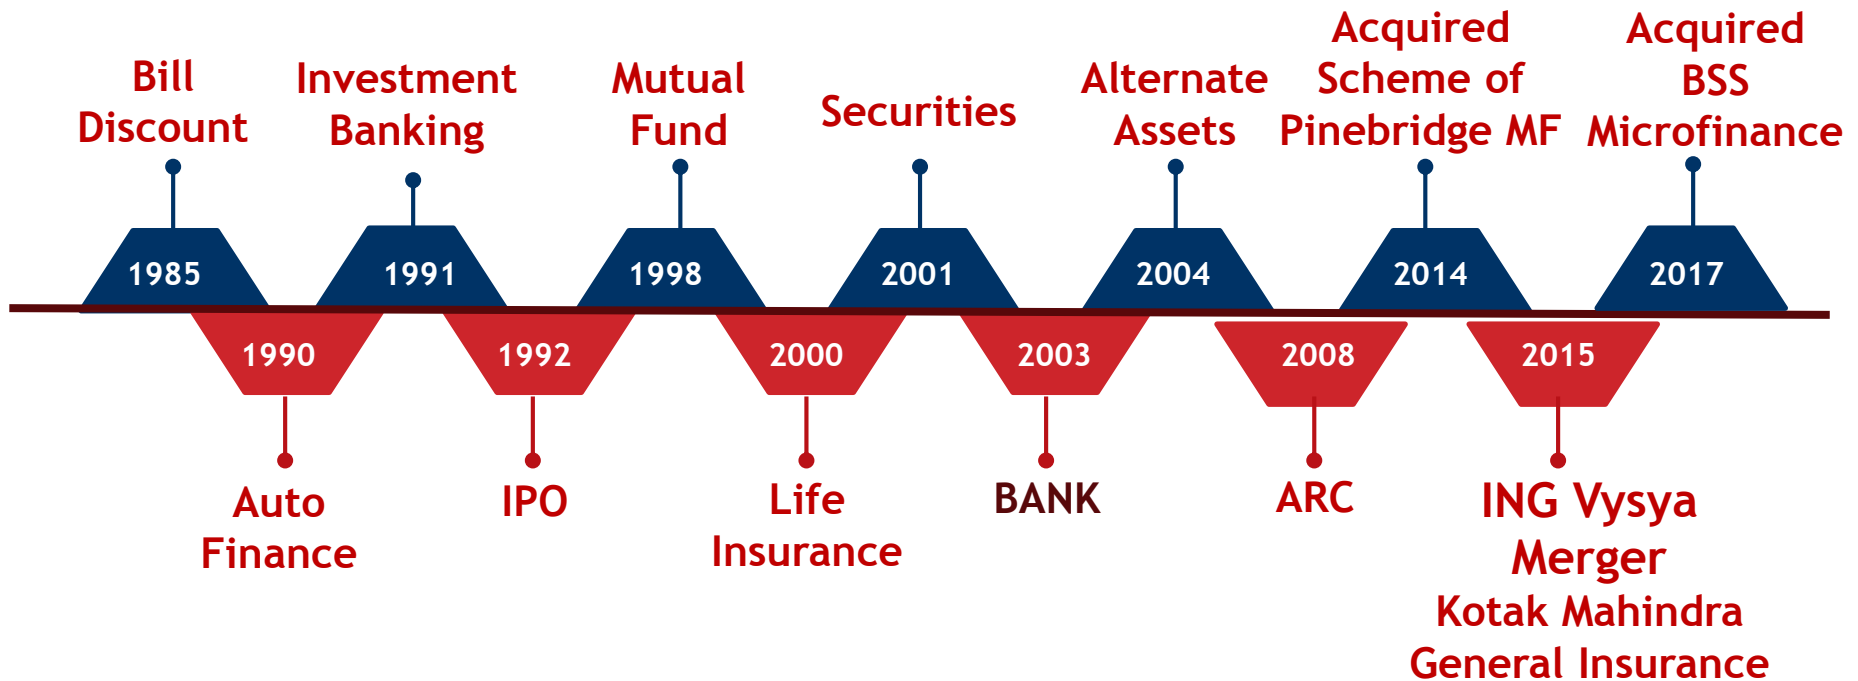 Bill
Discount
Investment
Banking
Mutual
Fund
Securities
Alternate
Assets
Acquired
Scheme of
Pinebridge MF
Acquired
BSS
Microfinance
1985
1991
1998
2001
2004
2014
2017
1990
1992
2000
2003
2008
2015
Auto
Finance
IPO
Life
Insurance
BANK
ARC
ING Vysya
Merger
Kotak Mahindra
General Insurance